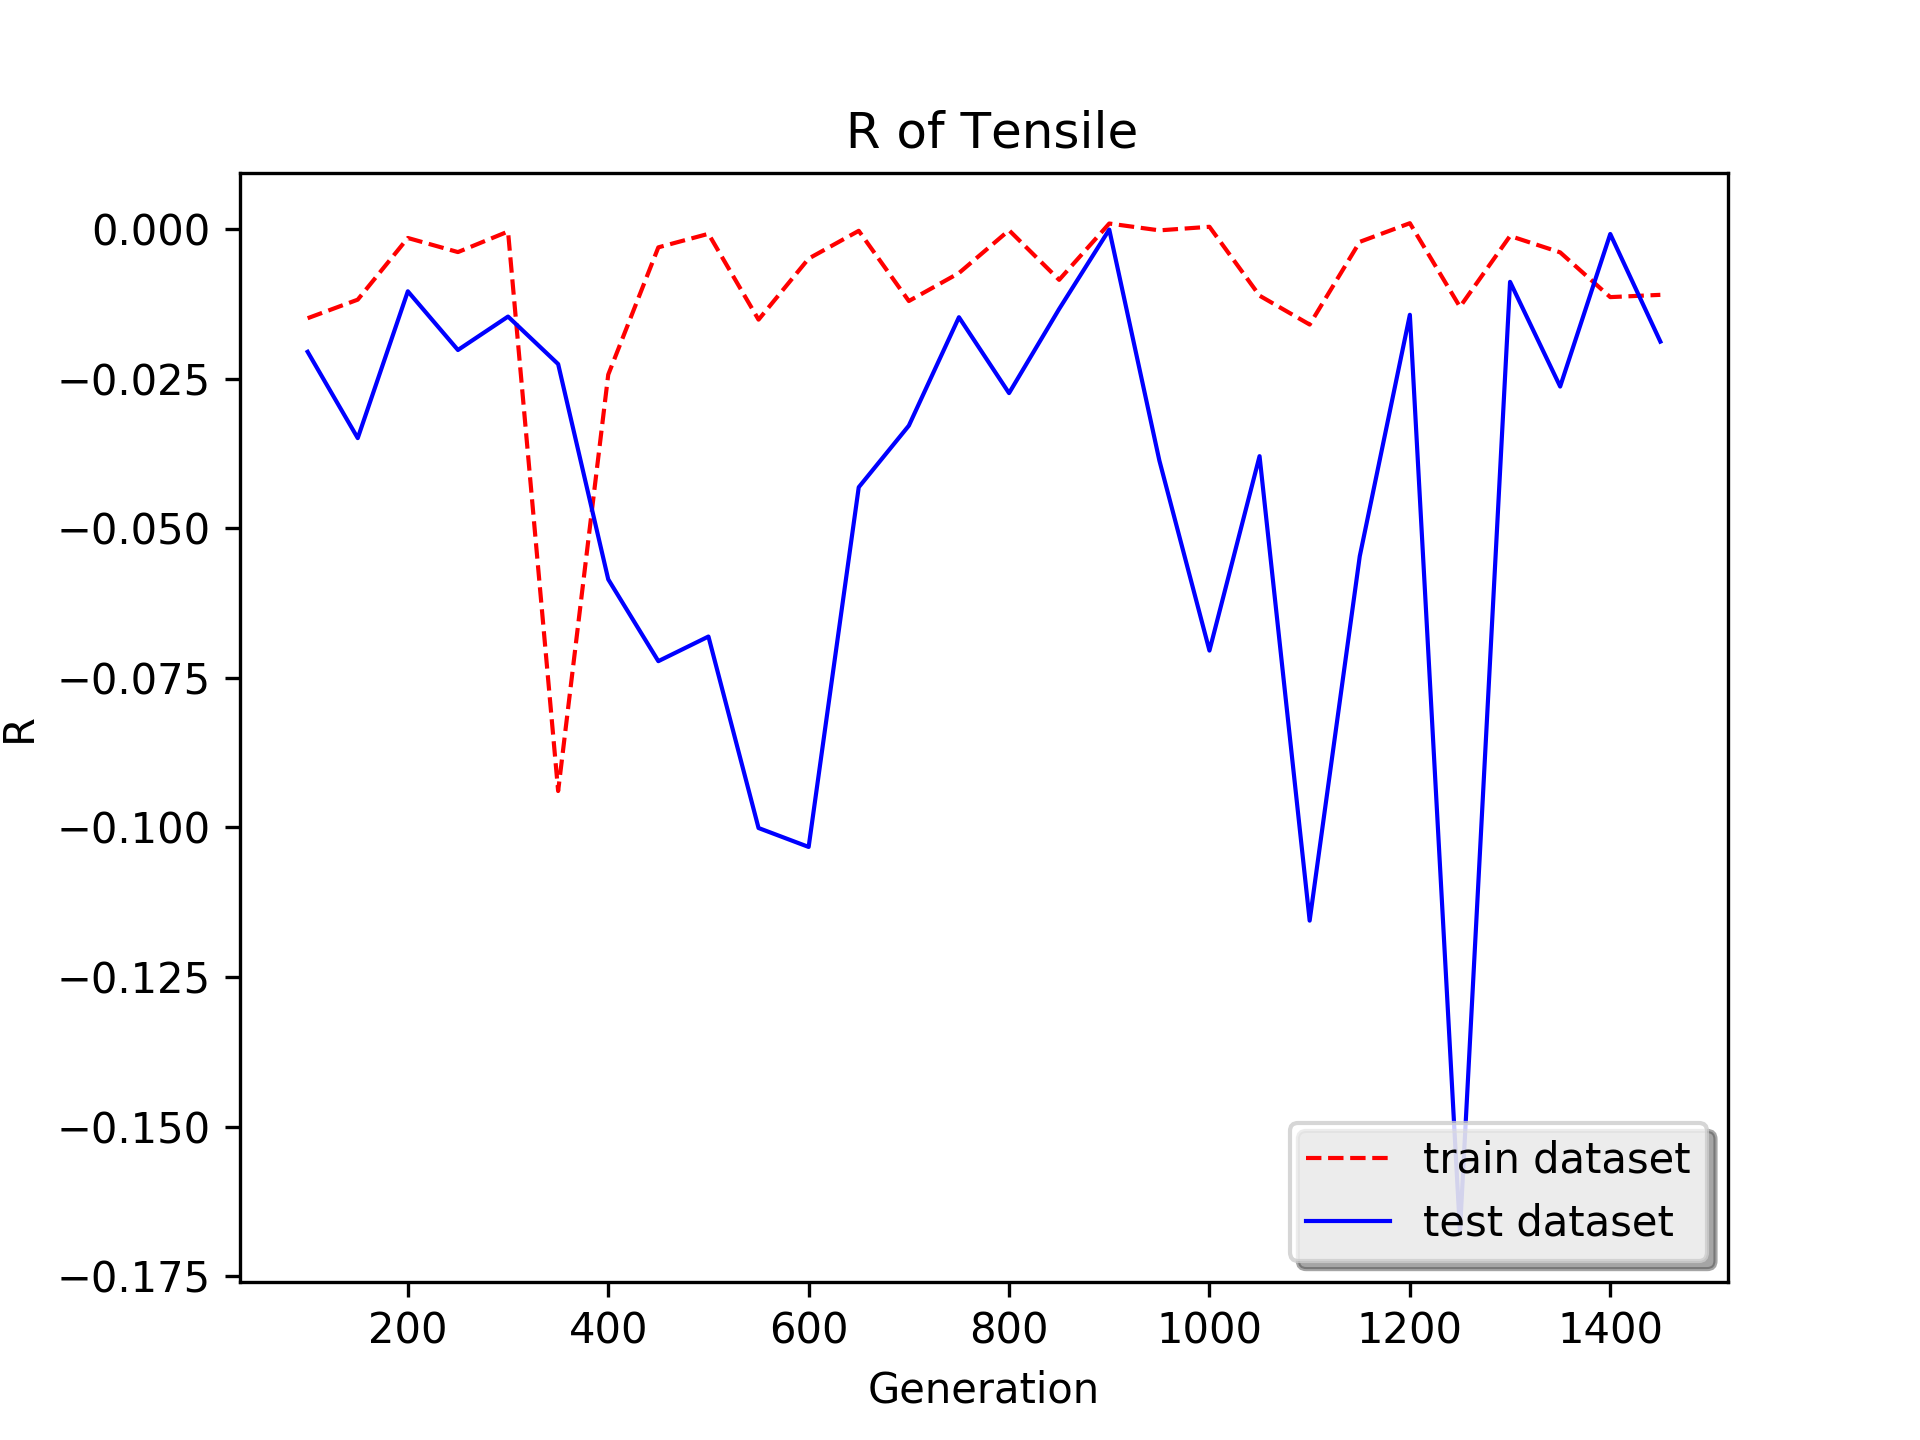 R of Tensile
0.000
−0.025
−0.050
−0.075
−0.100
−0.125
−0.150
−0.175
R
train dataset
test dataset
200 400 600 800 1000 1200 1400
Generation